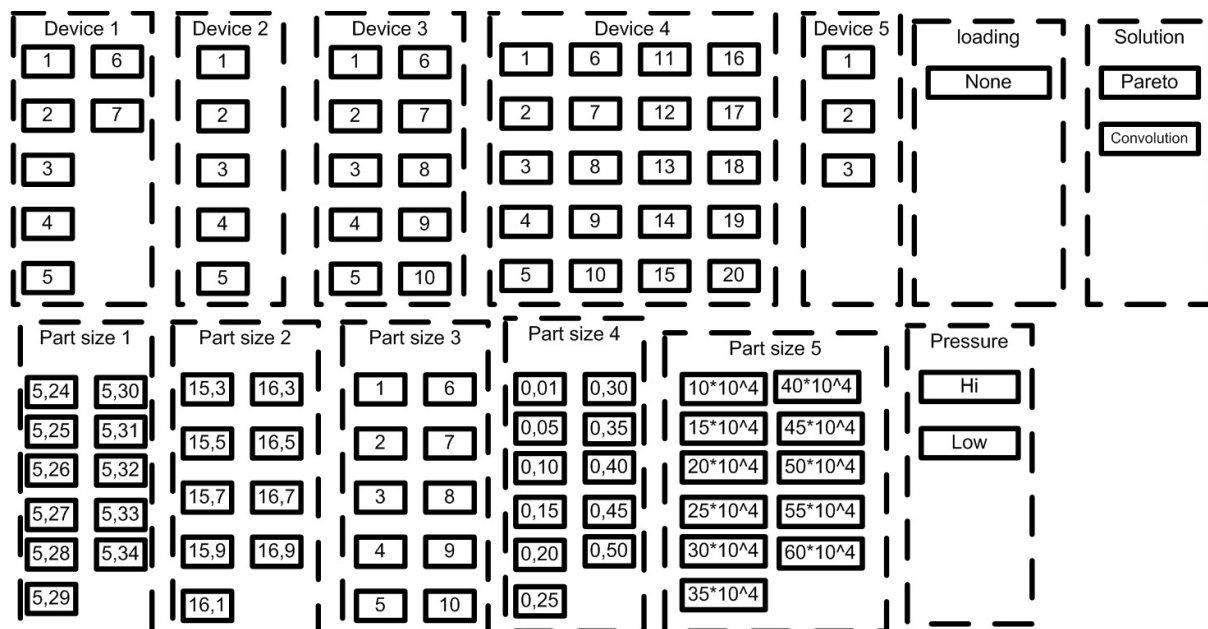 Device 1
1 6
2 7
3
4
5
Device 2
1
2
3
4
5
Device 3
1 6
2 7
3 8
4 9
5 10
Device 4
1 6 11 16
2 7 12 17
3 8 13 18
4 9 14 19
5 10 15 20
Device 5
1
2
3
loading
None
Solution
Pareto
Convolution
Part size 1
5,24 5,30
5,25 5,31
5,26 5,32
5,27 5,33
5,28 5,34
5,29
Part size 2
15,3 16,3
15,5 16,5
15,7 16,7
15,9 16,9
16,1
Part size 3
1 6
2 7
3 8
4 9
5 10
Part size 4
0,01 0,30
0,05 0,35
0,10 0,40
0,15 0,45
0,20 0,50
0,25
Part size 5
10*10^4 40*10^4
15*10^4 45*10^4
20*10^4 50*10^4
25*10^4 55*10^4
30*10^4 60*10^4
35*10^4
Pressure
Hi
Low